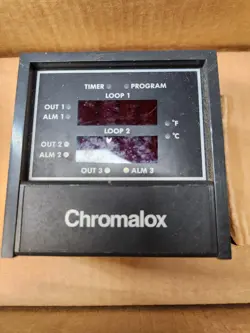 TIMER PROGRAM
LOOP 1
OUT 1
ALM 1
°F
LOOP 2
°C
OUT 2
ALM 2
OUT 3 ALM 3
Chromalox